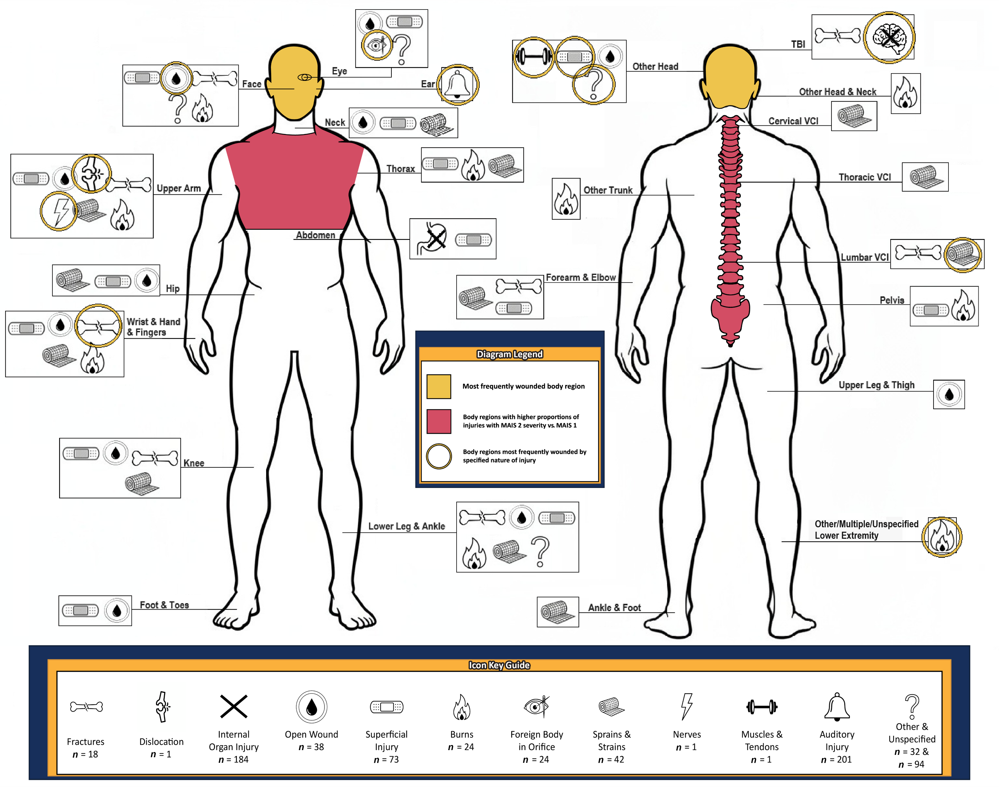 Eye
Face
Ear
Neck
Thorax
Upper Arm
Abdomen
Hip
Wrist & Hand
& Fingers
Knee
Lower Leg & Ankle
Foot & Toes
TBI
Other Head
Other Head & Neck
Cervical VCI
Thoracic VCI
Other Trunk
Lumbar VCI
Forearm & Elbow
Pelvis
Upper Leg & Thigh
Other/Multiple/Unspecified
Lower Extremity
Ankle & Foot
Diagram Legend
Most frequently wounded body region
Body regions with higher proportions of
injuries with MAIS 2 severity vs. MAIS 1
Body regions most frequently wounded by
specified nature of injury
Icon Key Guide
Fractures
n = 18
Dislocation
n = 1
Internal
Organ Injury
n = 184
Open Wound
n = 38
Superficial
Injury
n = 73
Burns
n = 24
Foreign Body
in Orifice
n = 24
Sprains &
Strains
n = 42
Nerves
n = 1
Muscles &
Tendons
n = 1
Auditory
Injury
n = 201
Other &
Unspecified
n = 32 &
n = 94